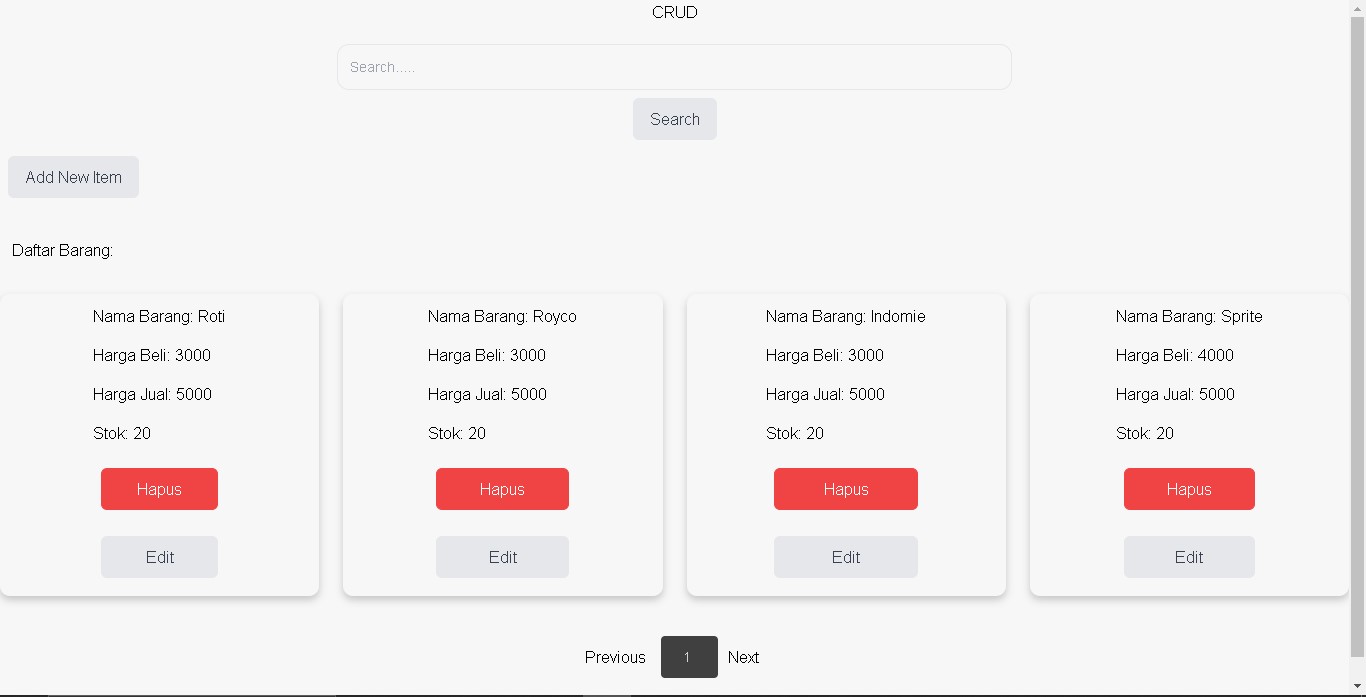 CRUD
Search.....
Search
Add New Item
Daftar Barang:
Nama Barang: Roti
Harga Beli: 3000
Harga Jual: 5000
Stok: 20
Hapus
Edit
Nama Barang: Royco
Harga Beli: 3000
Harga Jual: 5000
Stok: 20
Hapus
Edit
Nama Barang: Indomie
Harga Beli: 3000
Harga Jual: 5000
Stok: 20
Hapus
Edit
Nama Barang: Sprite
Harga Beli: 4000
Harga Jual: 5000
Stok: 20
Hapus
Edit
Previous 1 Next